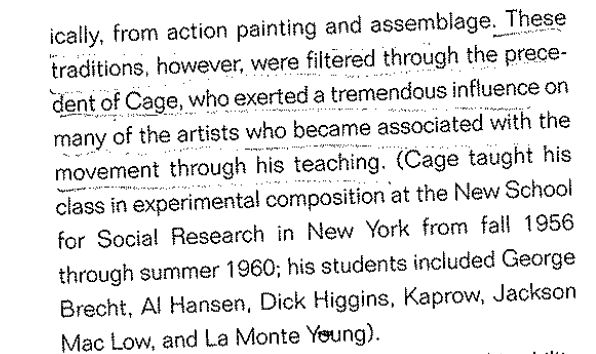 ically, from action painting and assemblage. These
traditions, however, were filtered through the prece-
dent of Cage, who exerted a tremendous influence on
many of the artists who became associated with the
movement through his teaching. (Cage taught his
class in experimental composition at the New School
for Social Research in New York from fall 1956
through summer 1960; his students included George
Brecht, Al Hansen, Dick Higgins, Kaprow, Jackson
Mac Low, and La Monte Young).